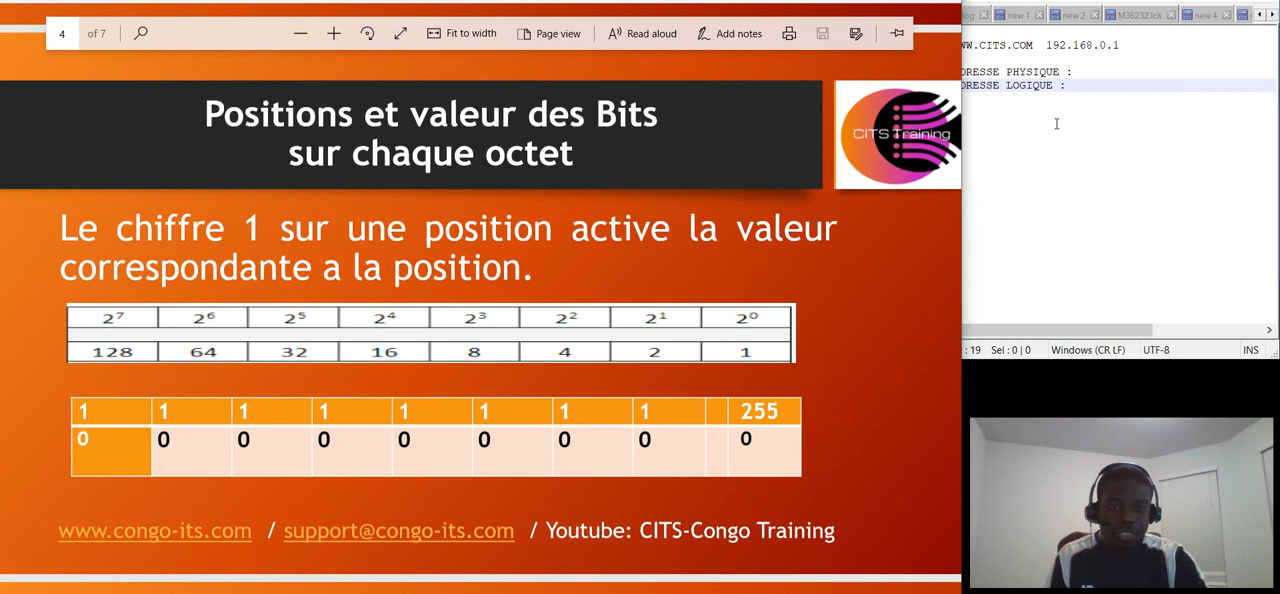 4 of 7
Fit to width
Page view
Read aloud
Add notes
log
new 1
new 2
M36232.lck
new 4
WW.CITS.COM 192.168.0.1
DRESSE PHYSIQUE :
DRESSE LOGIQUE :
Positions et valeur des Bits
sur chaque octet
CITS Training
Le chiffre 1 sur une position active la valeur
correspondante a la position.
2⁷ 2⁶ 2⁵ 2⁴ 2³ 2² 2¹ 2⁰
128 64 32 16 8 4 2 1
1 1 1 1 1 1 1 1 255
0 0 0 0 0 0 0 0 0
www.congo-its.com / support@congo-its.com / Youtube: CITS-Congo Training
: 19 Sel : 0 | 0 Windows (CR LF) UTF-8 INS